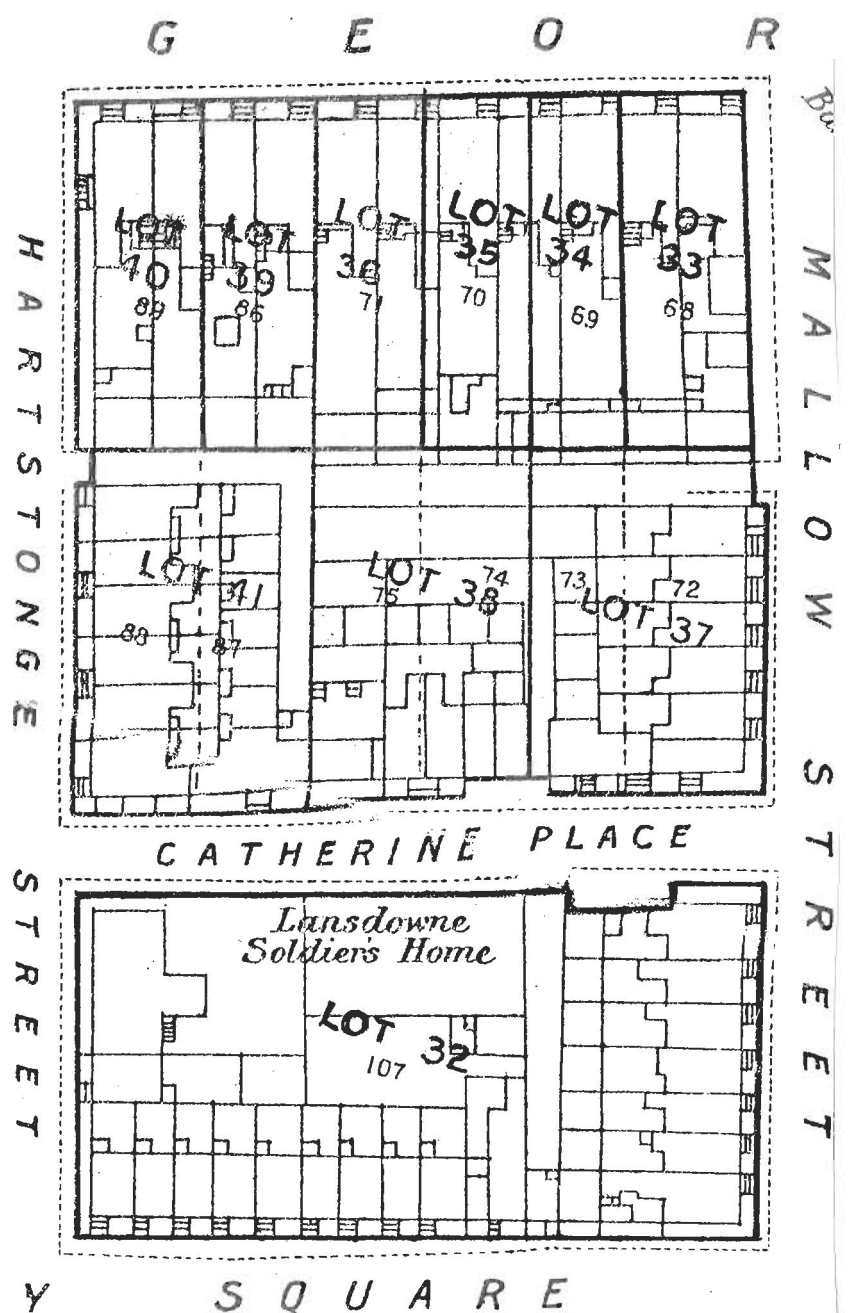 G E O R
Bu
HARTSTONGE STREET
MALLOW STREET
LOT 40
89
LOT 39
86
LOT 36
71
LOT 35
70
LOT 34
69
LOT 33
68
LOT 41
88
87
LOT 38
75
74
LOT 37
73
72
CATHERINE PLACE
Lansdowne
Soldier's Home
LOT 32
107
Y SQUARE